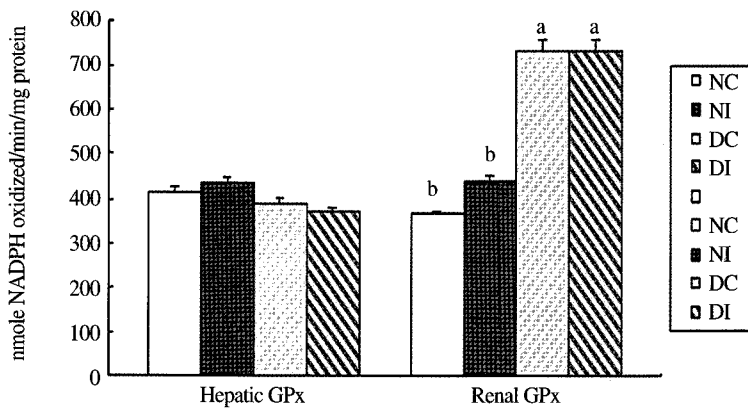 nmole NADPH oxidized/min/mg protein
800
700
600
500
400
300
200
100
0
b
b
a
a
Hepatic GPx
Renal GPx
NC
NI
DC
DI
NC
NI
DC
DI